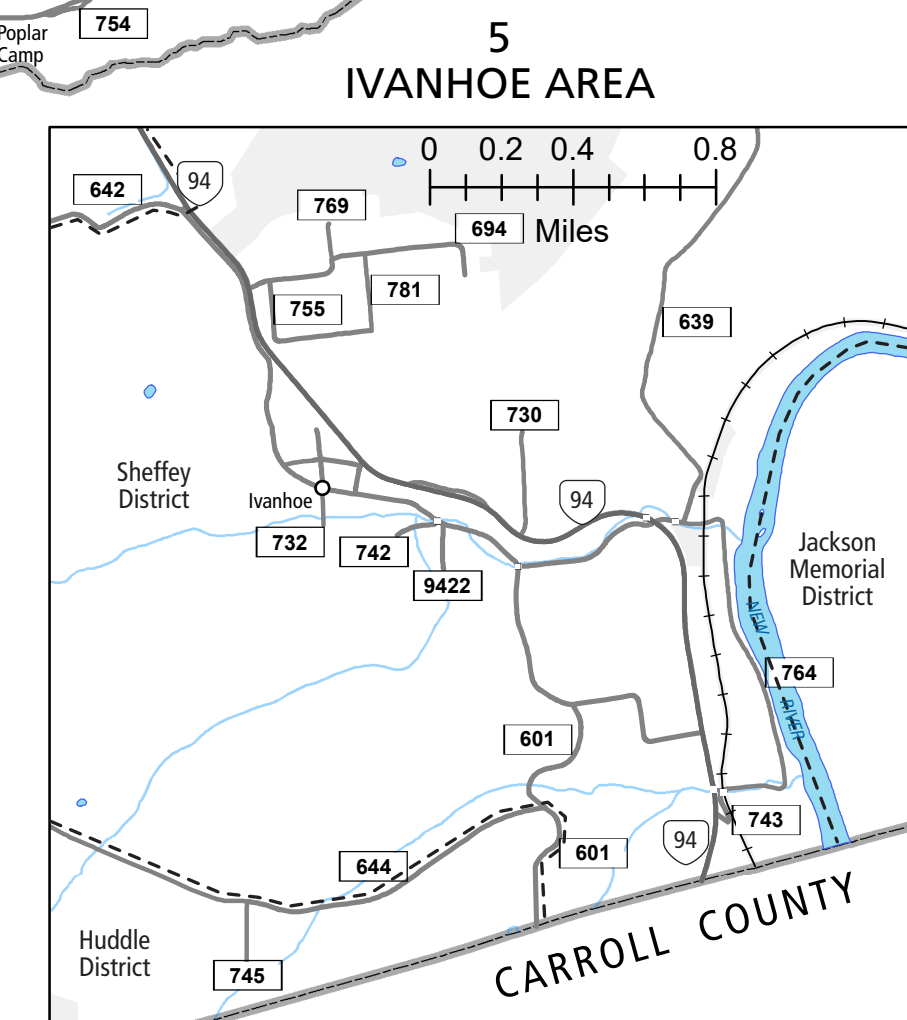 754
Poplar
Camp
5
IVANHOE AREA
0 0.2 0.4 0.8
Miles
642
94
769
694
781
755
639
730
Sheffey
District
Ivanhoe
94
732
742
9422
Jackson
Memorial
District
NEW
764
RIVER
601
743
94
601
644
CARROLL COUNTY
Huddle
District
745